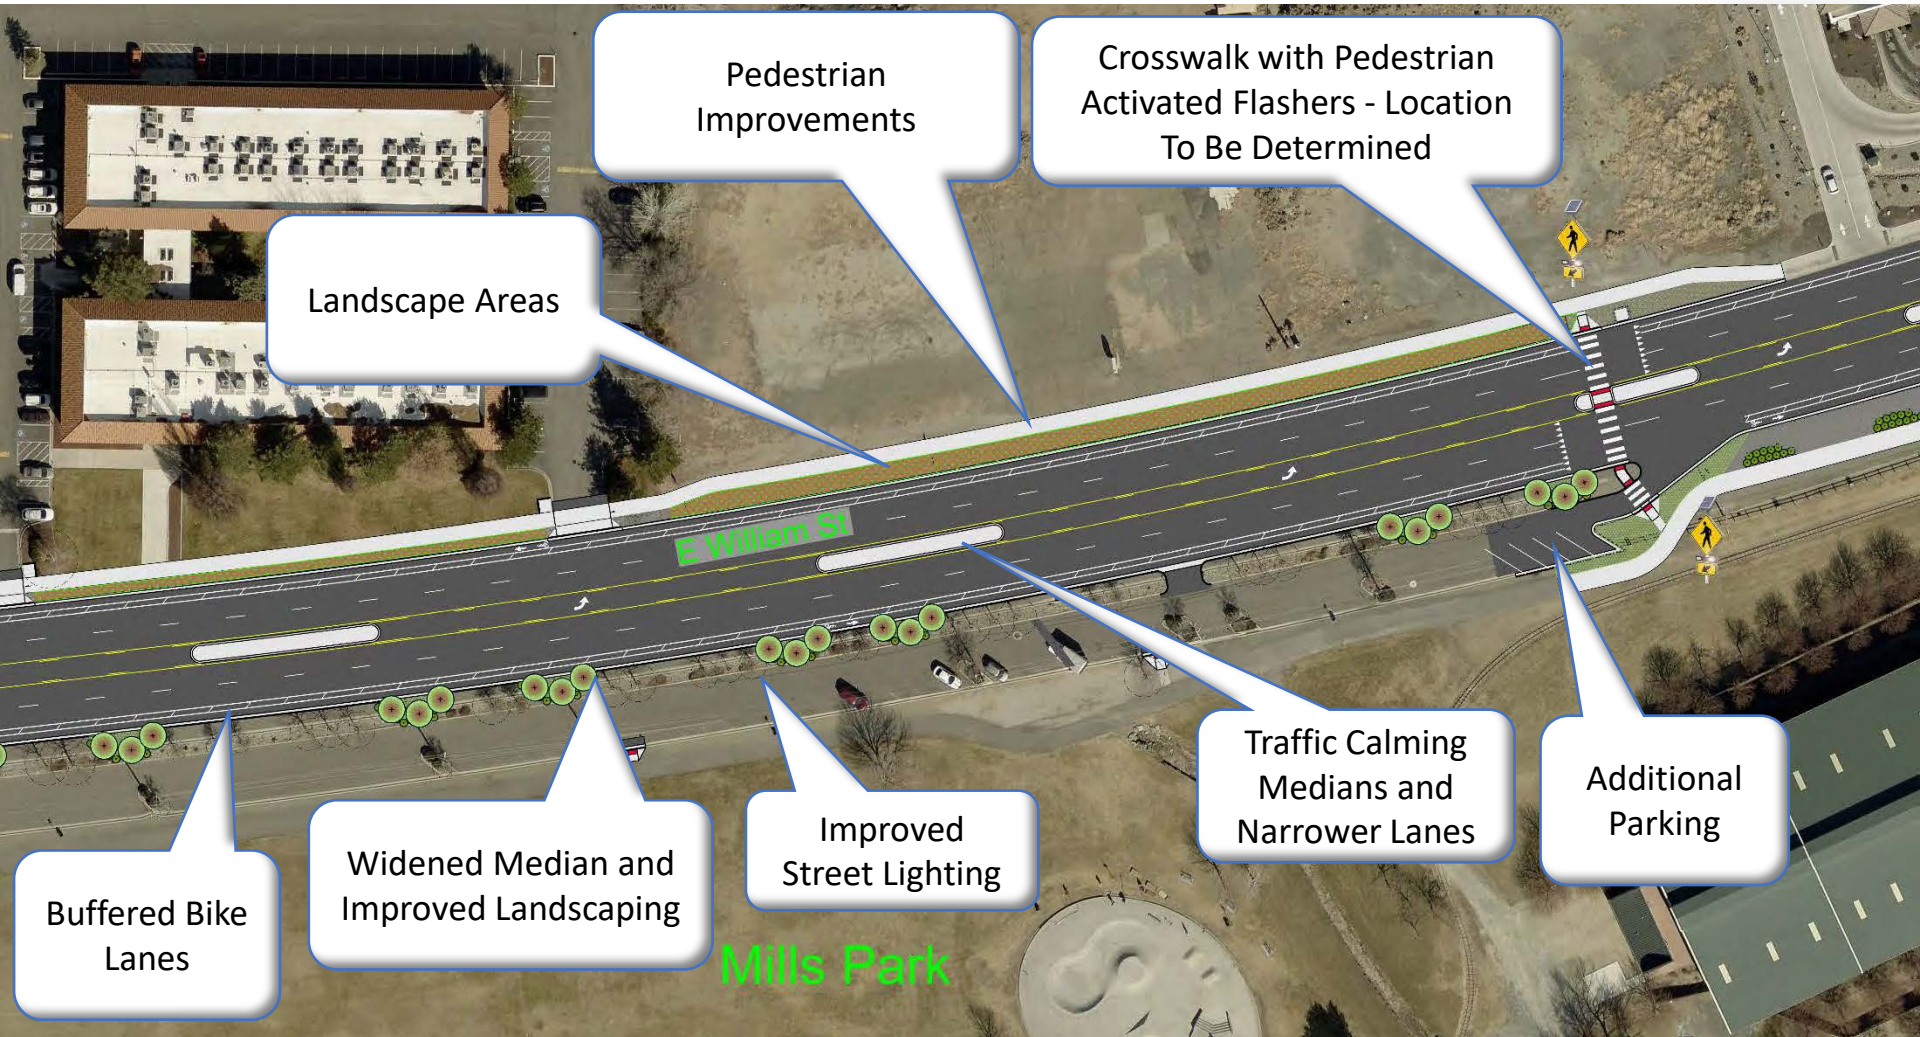 Pedestrian
Improvements
Crosswalk with Pedestrian
Activated Flashers - Location
To Be Determined
Landscape Areas
E William St
Traffic Calming
Medians and
Narrower Lanes
Additional
Parking
Improved
Street Lighting
Widened Median and
Improved Landscaping
Buffered Bike
Lanes
Mills Park